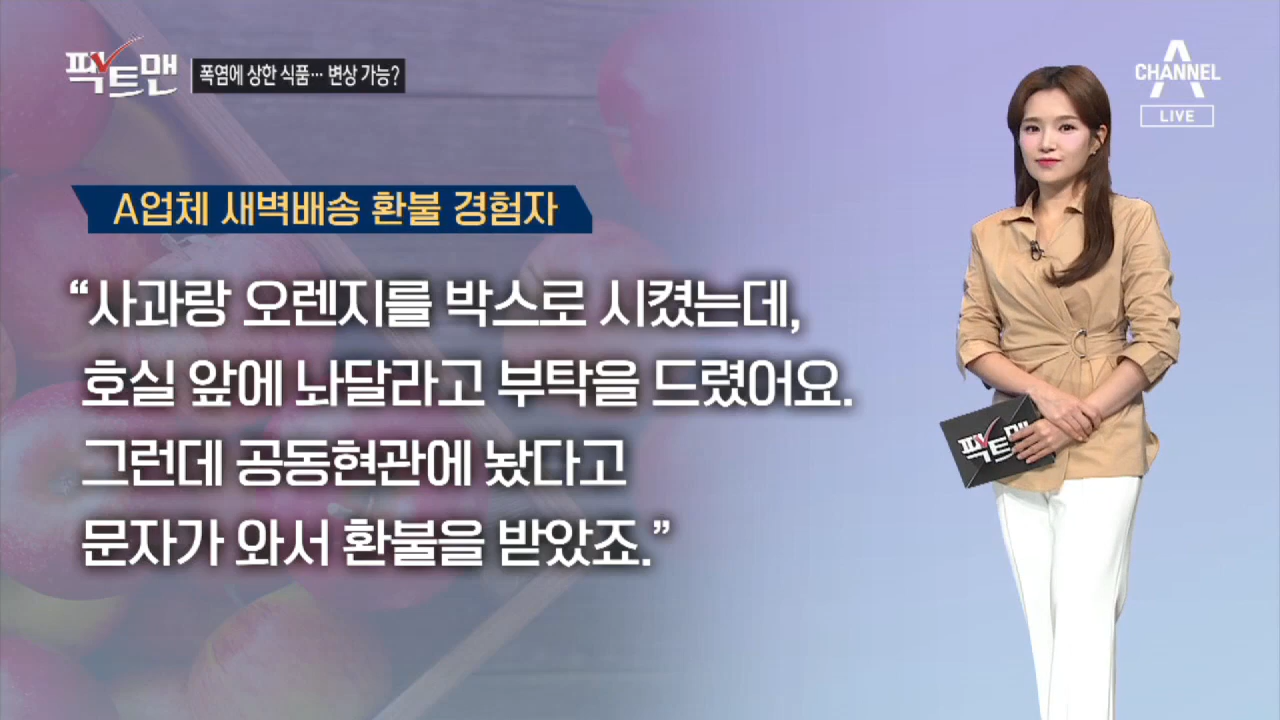 팩트맨
폭염에 상한 식품… 변상 가능?
CHANNEL A
LIVE
A업체 새벽배송 환불 경험자
“사과랑 오렌지를 박스로 시켰는데,
호실 앞에 놔달라고 부탁을 드렸어요.
그런데 공동현관에 놨다고
문자가 와서 환불을 받았죠.”
팩트맨